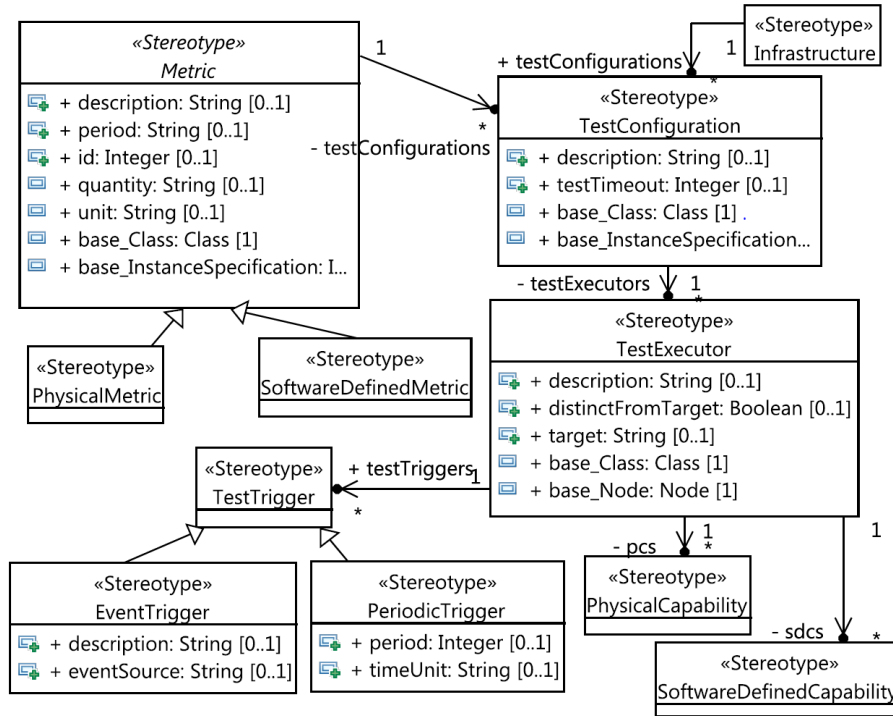 «Stereotype»
Metric
+ description: String [0..1]
+ period: String [0..1]
+ id: Integer [0..1]
+ quantity: String [0..1]
+ unit: String [0..1]
+ base_Class: Class [1]
+ base_InstanceSpecification: I...
1
*
- testConfigurations
«Stereotype»
Infrastructure
1
+ testConfigurations
*
«Stereotype»
TestConfiguration
+ description: String [0..1]
+ testTimeout: Integer [0..1]
+ base_Class: Class [1]
+ base_InstanceSpecification...
- testExecutors
1
*
«Stereotype»
PhysicalMetric
«Stereotype»
SoftwareDefinedMetric
«Stereotype»
TestExecutor
+ description: String [0..1]
+ distinctFromTarget: Boolean [0..1]
+ target: String [0..1]
+ base_Class: Class [1]
+ base_Node: Node [1]
«Stereotype»
TestTrigger
+ testTriggers
1
*
«Stereotype»
EventTrigger
+ description: String [0..1]
+ eventSource: String [0..1]
«Stereotype»
PeriodicTrigger
+ period: Integer [0..1]
+ timeUnit: String [0..1]
1
- pcs
*
«Stereotype»
PhysicalCapability
1
- sdcs
*
«Stereotype»
SoftwareDefinedCapability